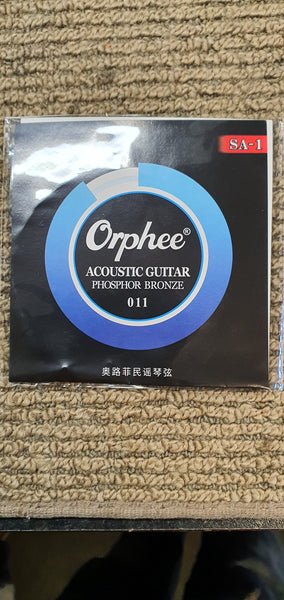 SA-1
Orphee®
ACOUSTIC GUITAR
PHOSPHOR BRONZE
011
奥路菲民谣琴弦